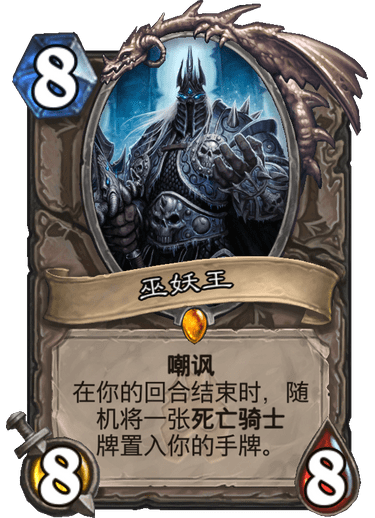 8
巫妖王
嘲讽
在你的回合结束时，随
机将一张死亡骑士
牌置入你的手牌。
8
8